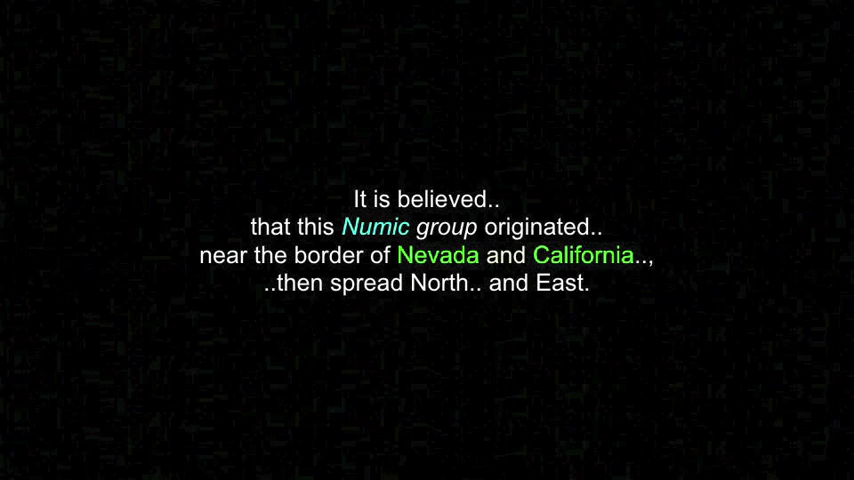 It is believed..
that this Numic group originated..
near the border of Nevada and California..,
..then spread North.. and East.